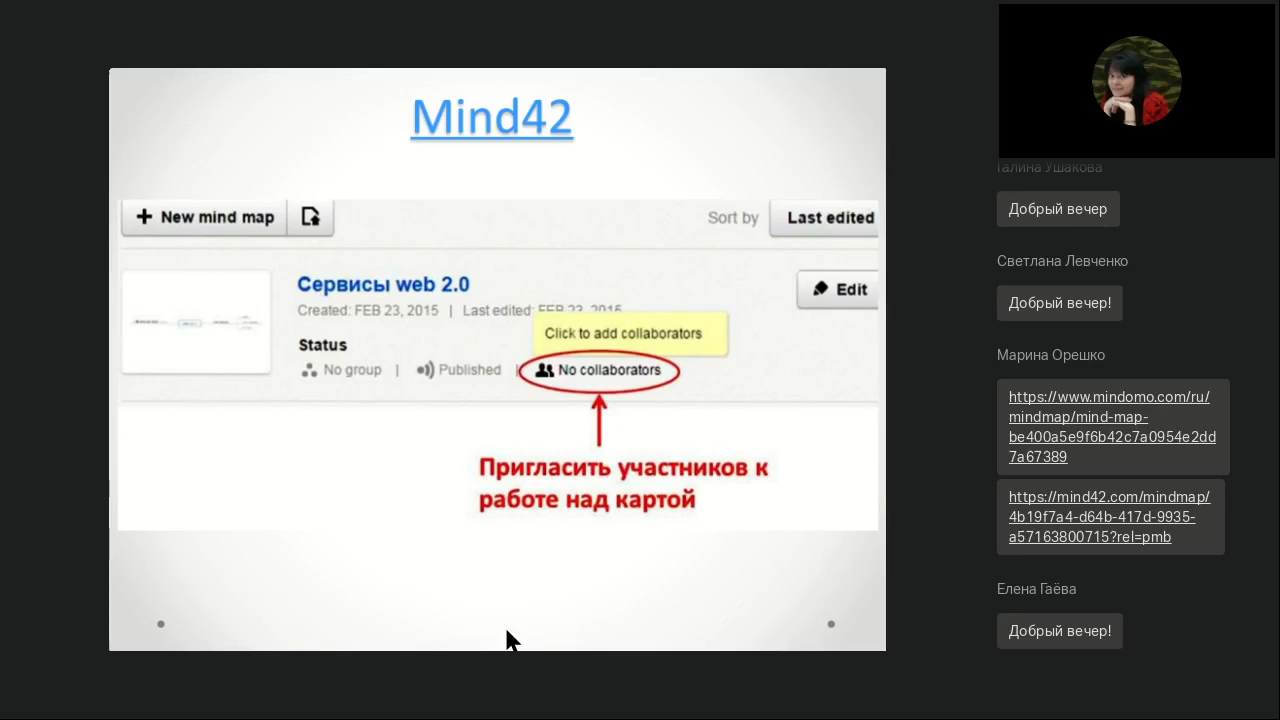 Mind42
New mind map
Sort by
Last edited
Сервисы web 2.0
Edit
Created: FEB 23, 2015 | Last edited: FEB 23, 2015
Click to add collaborators
Status
No group | Published | No collaborators
Пригласить участников к
работе над картой
Галина Ушакова
Добрый вечер
Светлана Левченко
Добрый вечер!
Марина Орешко
https://www.mindomo.com/ru/
mindmap/mind-map-
be400a5e9f6b42c7a0954e2dd
7a67389
https://mind42.com/mindmap/
4b19f7a4-d64b-417d-9935-
a57163800715?rel=pmb
Елена Гаёва
Добрый вечер!